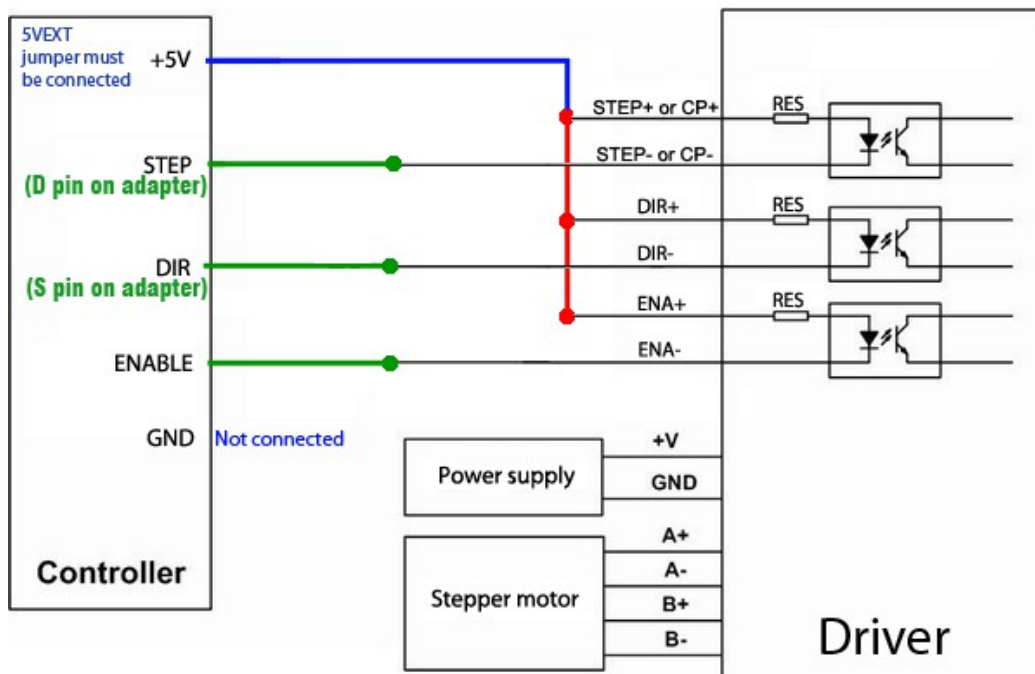 5VEXT
jumper must
be connected
+5V
STEP
(D pin on adapter)
DIR
(S pin on adapter)
ENABLE
GND
Not connected
Controller
STEP+ or CP+
STEP- or CP-
DIR+
DIR-
ENA+
ENA-
RES
RES
RES
Power supply
+V
GND
Stepper motor
A+
A-
B+
B-
Driver